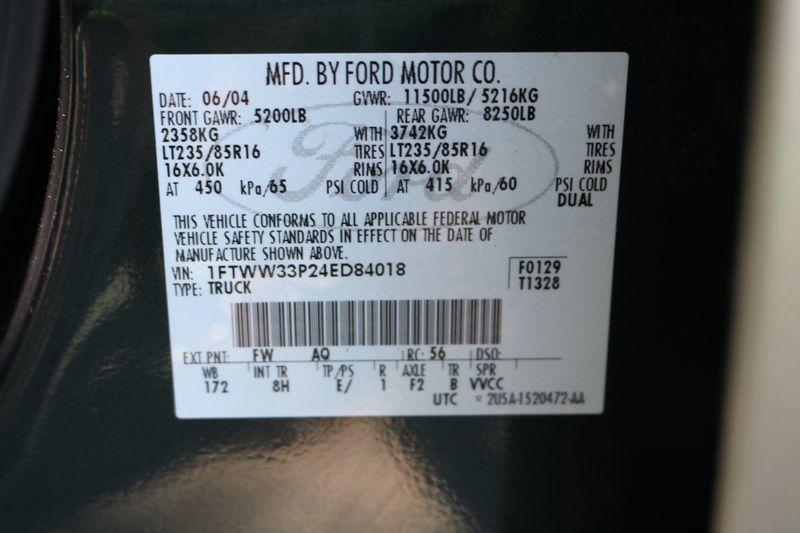 MFD. BY FORD MOTOR CO.
DATE: 06/04 GVWR: 11500LB/ 5216KG
FRONT GAWR: 5200LB REAR GAWR: 8250LB
2358KG WITH 3742KG WITH
LT235/85R16 TIRES LT235/85R16 TIRES
16X6.0K RIMS 16X6.0K RIMS
AT 450 kPa/65 PSI COLD AT 415 kPa/60 PSI COLD
DUAL
Ford
THIS VEHICLE CONFORMS TO ALL APPLICABLE FEDERAL MOTOR
VEHICLE SAFETY STANDARDS IN EFFECT ON THE DATE OF
MANUFACTURE SHOWN ABOVE.
VIN: 1FTWW33P24ED84018 F0129
TYPE: TRUCK T1328
EXT PNT: FW AQ RC: 56 DSO:
WB INT TR TP/PS R AXLE TR SPR
172 8H E/ 1 F2 B VVCC
UTC 2U5A-1520472-AA